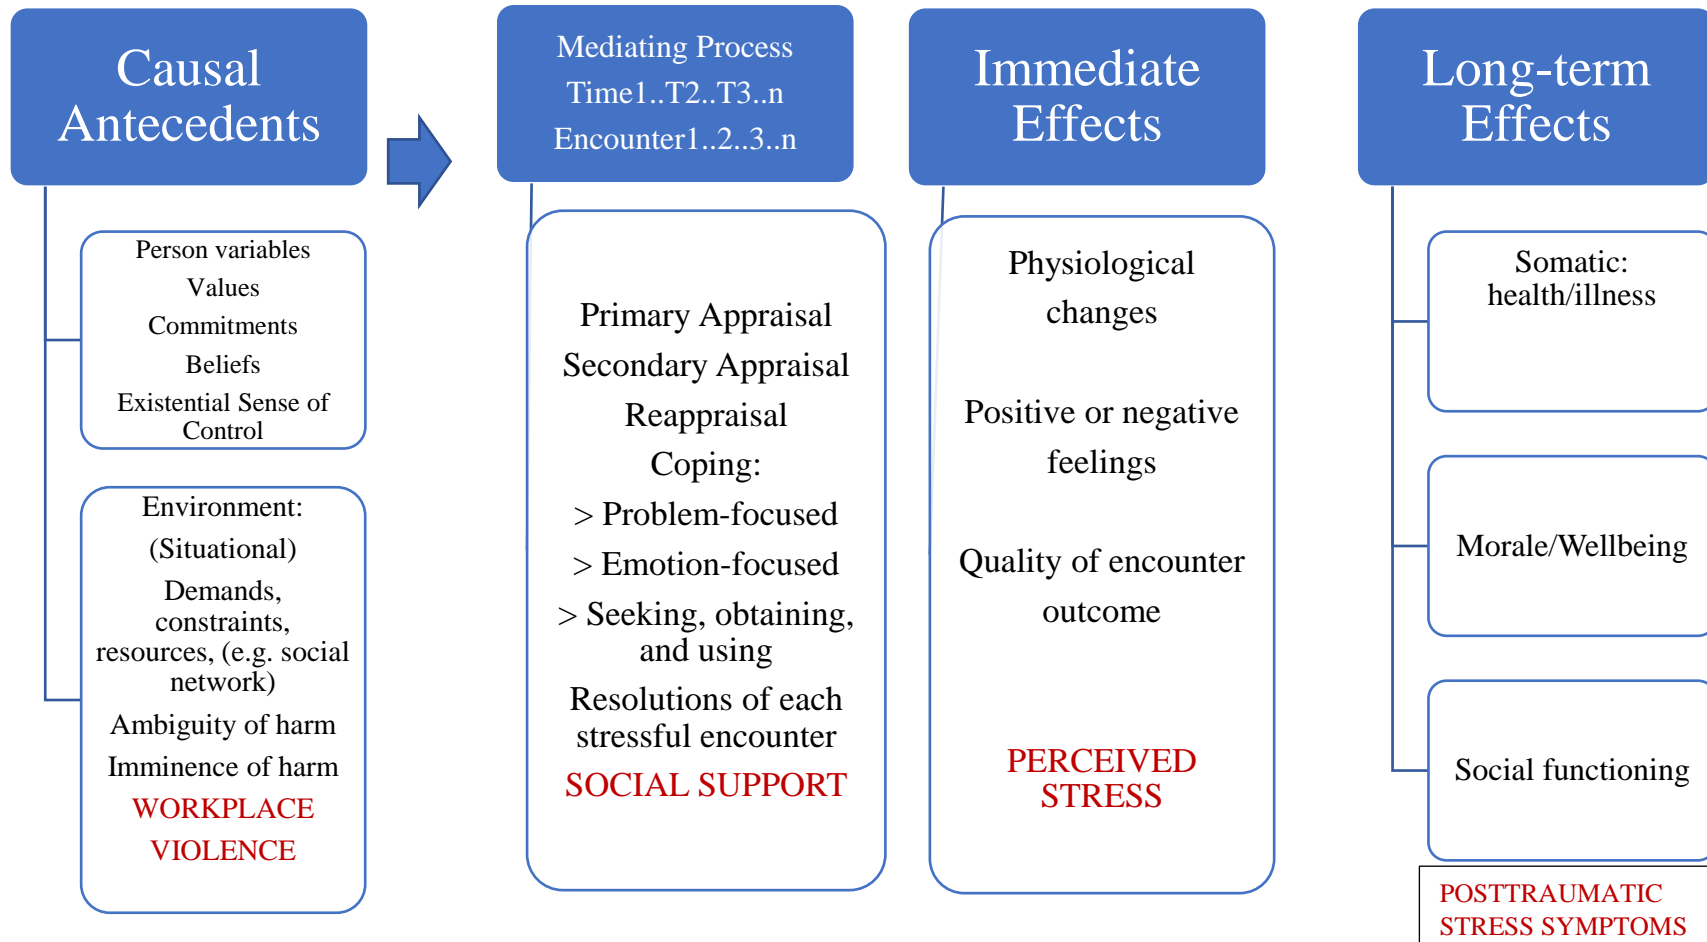 Causal
Antecedents
Person variables
Values
Commitments
Beliefs
Existential Sense of
Control
Environment:
(Situational)
Demands,
constraints,
resources, (e.g. social
network)
Ambiguity of harm
Imminence of harm
WORKPLACE
VIOLENCE
Mediating Process
Time1..T2..T3..n
Encounter1..2..3..n
Primary Appraisal
Secondary Appraisal
Reappraisal
Coping:
> Problem-focused
> Emotion-focused
> Seeking, obtaining,
and using
Resolutions of each
stressful encounter
SOCIAL SUPPORT
Immediate
Effects
Physiological
changes
Positive or negative
feelings
Quality of encounter
outcome
PERCEIVED
STRESS
Long-term
Effects
Somatic:
health/illness
Morale/Wellbeing
Social functioning
POSTTRAUMATIC
STRESS SYMPTOMS